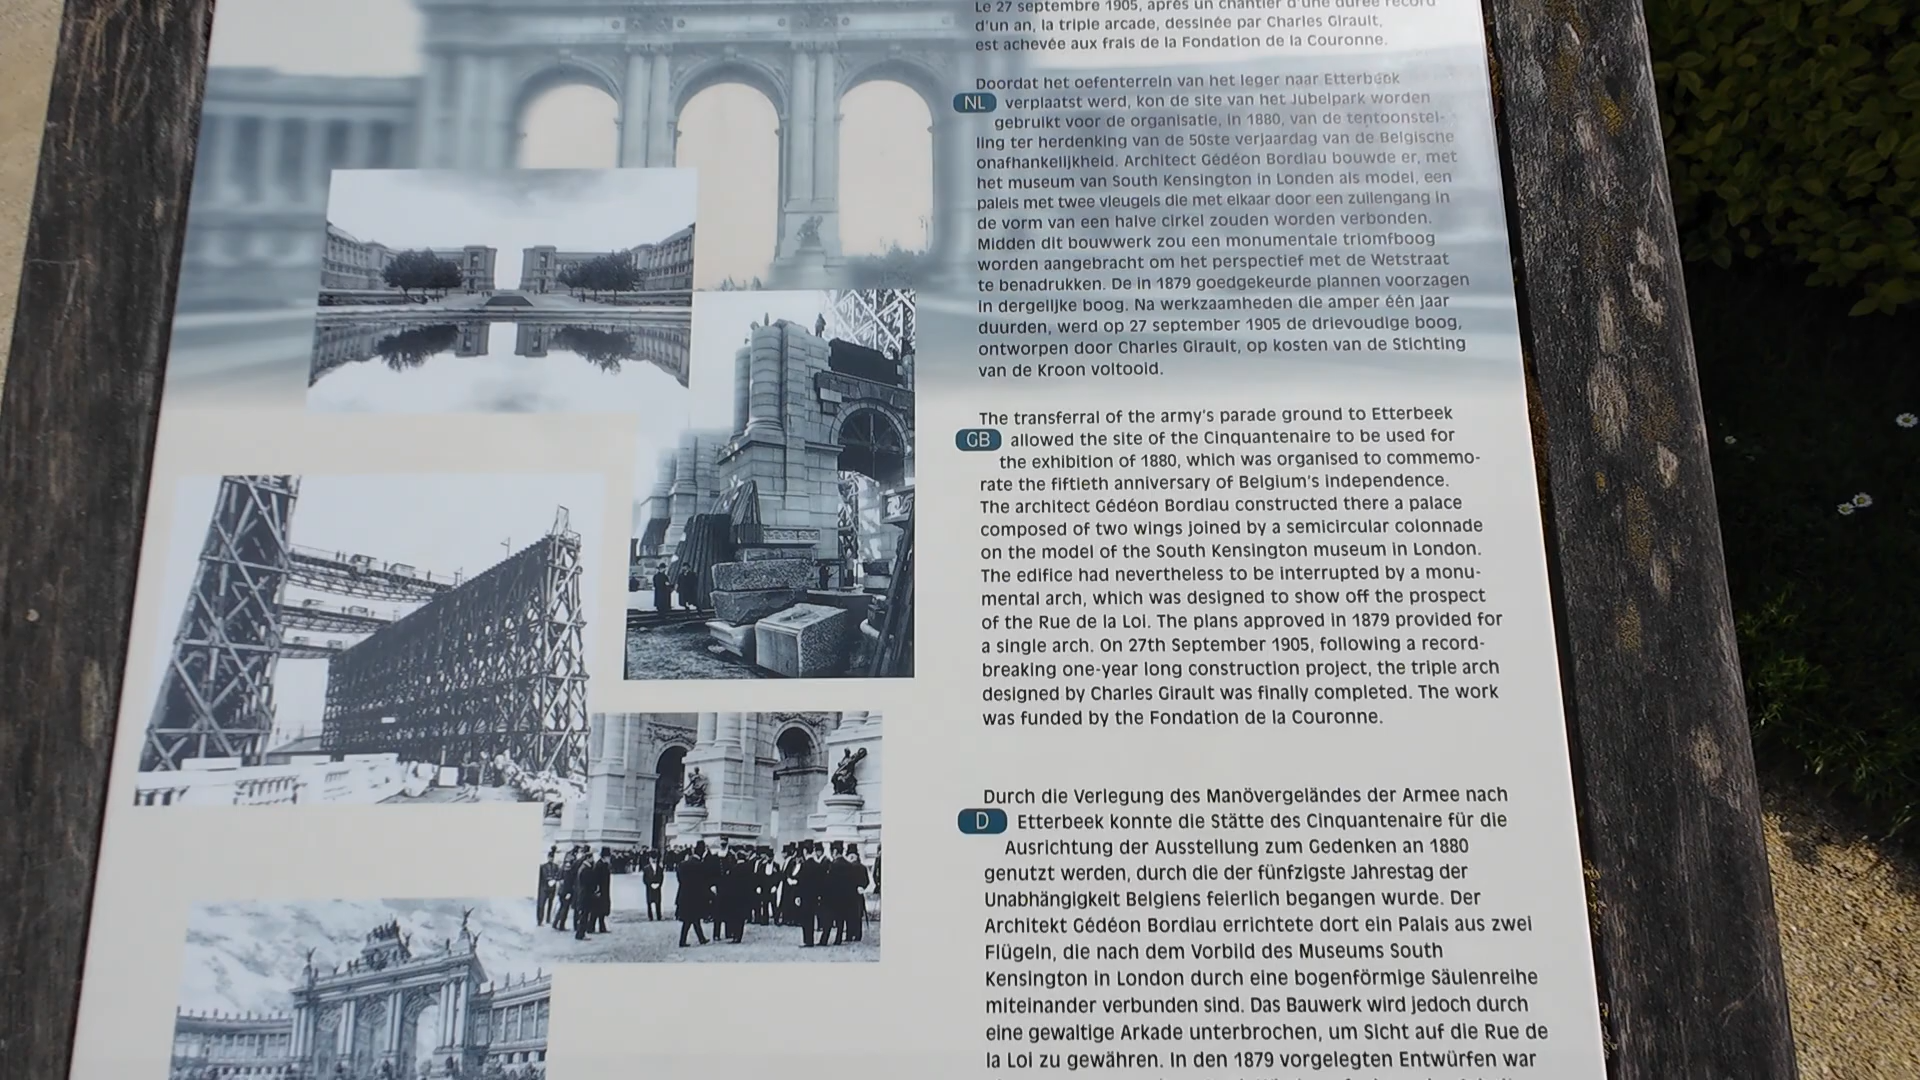 Le 27 septembre 1905, après un chantier d'une durée record
d'un an, la triple arcade, dessinée par Charles Girault,
est achevée aux frais de la Fondation de la Couronne.
Doordat het oefenterrein van het leger naar Etterbeek
NL verplaatst werd, kon de site van het Jubelpark worden
gebruikt voor de organisatie, in 1880, van de tentoonstel-
ling ter herdenking van de 50ste verjaardag van de Belgische
onafhankelijkheid. Architect Gédéon Bordiau bouwde er, met
het museum van South Kensington in Londen als model, een
paleis met twee vleugels die met elkaar door een zuilengang in
de vorm van een halve cirkel zouden worden verbonden.
Midden dit bouwwerk zou een monumentale triomfboog
worden aangebracht om het perspectief met de Wetstraat
te benadrukken. De in 1879 goedgekeurde plannen voorzagen
in dergelijke boog. Na werkzaamheden die amper één jaar
duurden, werd op 27 september 1905 de drievoudige boog,
ontworpen door Charles Girault, op kosten van de Stichting
van de Kroon voltooid.
The transferral of the army's parade ground to Etterbeek
GB allowed the site of the Cinquantenaire to be used for
the exhibition of 1880, which was organised to commemo-
rate the fiftieth anniversary of Belgium's independence.
The architect Gédéon Bordiau constructed there a palace
composed of two wings joined by a semicircular colonnade
on the model of the South Kensington museum in London.
The edifice had nevertheless to be interrupted by a monu-
mental arch, which was designed to show off the prospect
of the Rue de la Loi. The plans approved in 1879 provided for
a single arch. On 27th September 1905, following a record-
breaking one-year long construction project, the triple arch
designed by Charles Girault was finally completed. The work
was funded by the Fondation de la Couronne.
Durch die Verlegung des Manövergeländes der Armee nach
D Etterbeek konnte die Stätte des Cinquantenaire für die
Ausrichtung der Ausstellung zum Gedenken an 1880
genutzt werden, durch die der fünfzigste Jahrestag der
Unabhängigkeit Belgiens feierlich begangen wurde. Der
Architekt Gédéon Bordiau errichtete dort ein Palais aus zwei
Flügeln, die nach dem Vorbild des Museums South
Kensington in London durch eine bogenförmige Säulenreihe
miteinander verbunden sind. Das Bauwerk wird jedoch durch
eine gewaltige Arkade unterbrochen, um Sicht auf die Rue de
la Loi zu gewähren. In den 1879 vorgelegten Entwürfen war